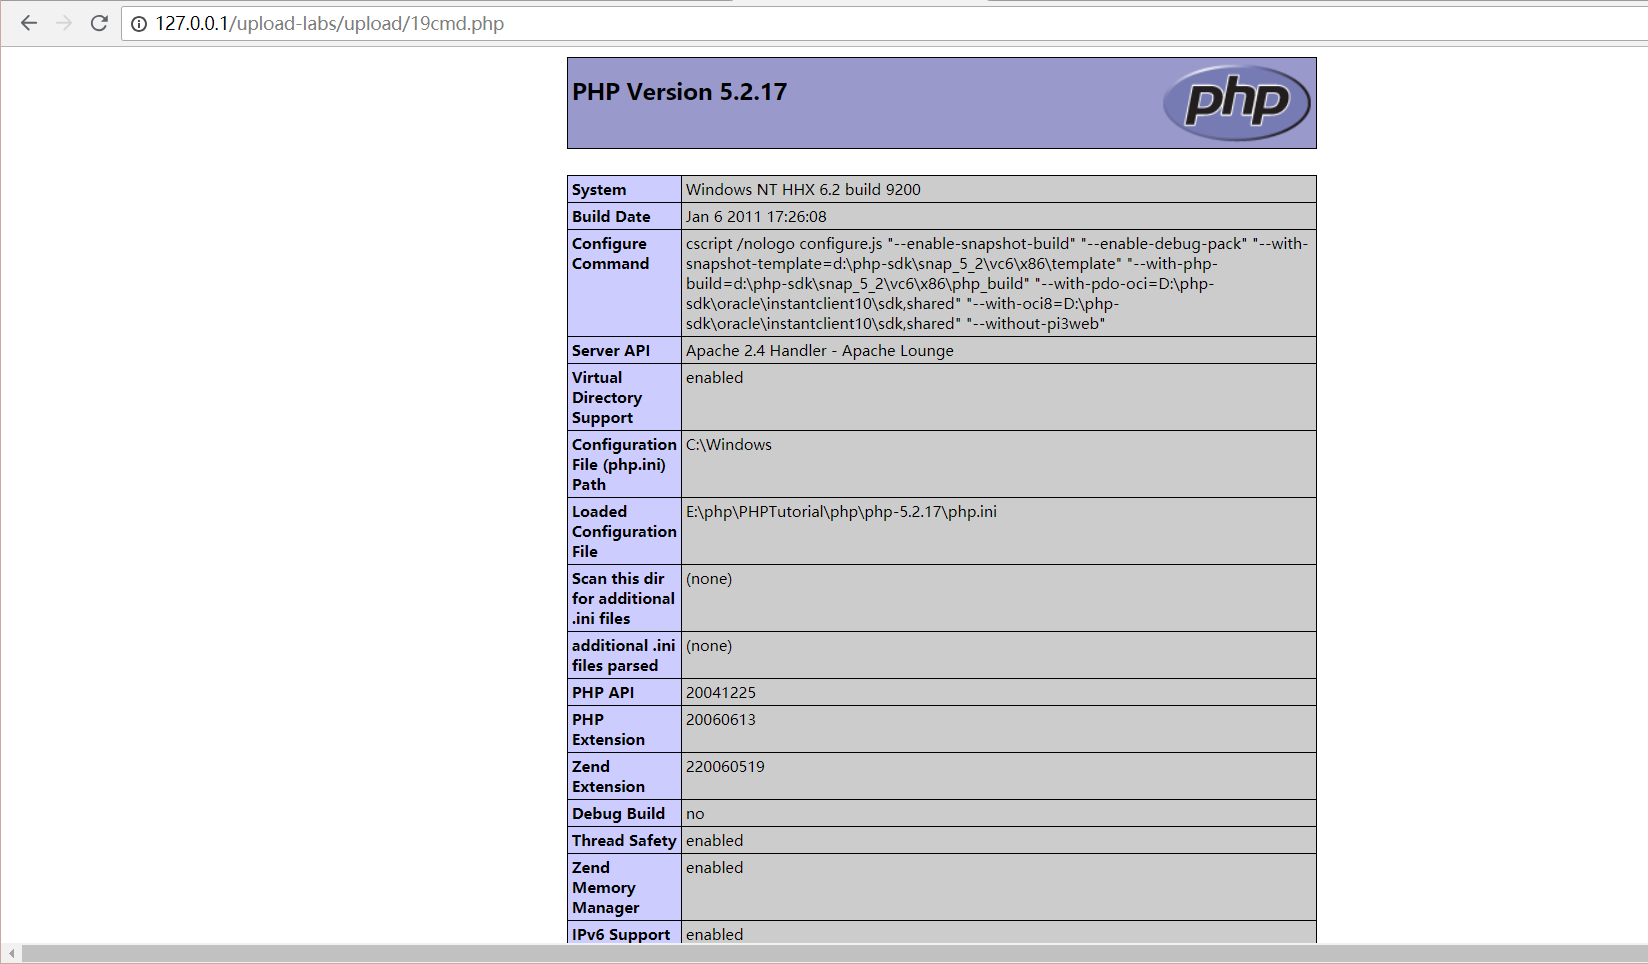 127.0.0.1/upload-labs/upload/19cmd.php
PHP Version 5.2.17
php
System Windows NT HHX 6.2 build 9200
Build Date Jan 6 2011 17:26:08
Configure Command cscript /nologo configure.js "--enable-snapshot-build" "--enable-debug-pack" "--with-
snapshot-template=d:\php-sdk\snap_5_2\vc6\x86\template" "--with-php-
build=d:\php-sdk\snap_5_2\vc6\x86\php_build" "--with-pdo-oci=D:\php-
sdk\oracle\instantclient10\sdk,shared" "--with-oci8=D:\php-
sdk\oracle\instantclient10\sdk,shared" "--without-pi3web"
Server API Apache 2.4 Handler - Apache Lounge
Virtual
Directory
Support
enabled
Configuration
File (php.ini)
Path
C:\Windows
Loaded
Configuration
File
E:\php\PHPTutorial\php\php-5.2.17\php.ini
Scan this dir
for additional
.ini files
(none)
additional .ini
files parsed
(none)
PHP API 20041225
PHP
Extension
20060613
Zend
Extension
220060519
Debug Build no
Thread Safety enabled
Zend
Memory
Manager
enabled
IPv6 Support enabled